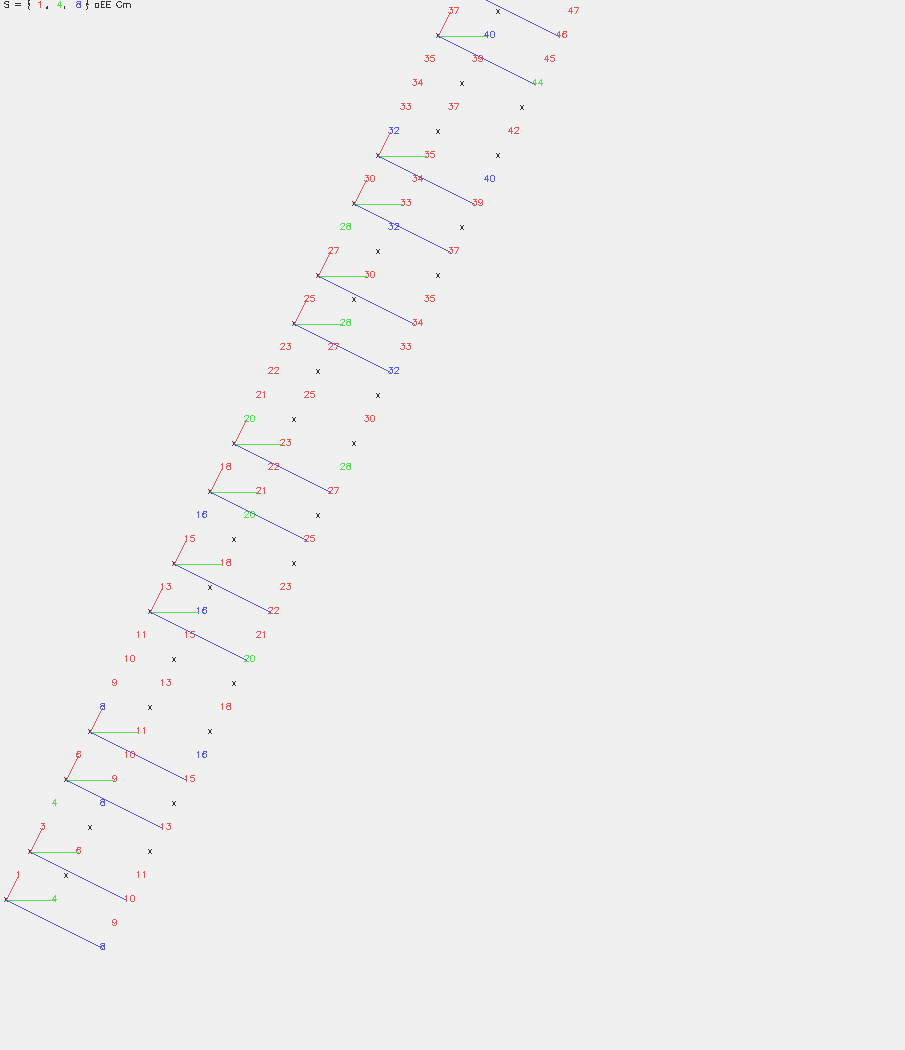 S = { 1, 4, 8 } oEE Cm
37 x 47
x 40 46
35 39 45
34 x 44
33 37 x
32 x 42
x 35 x
30 34 40
x 33 39
28 32 x
27 x 37
x 30 x
25 x 35
x 28 34
23 27 33
22 x 32
21 25 x
20 x 30
x 23 x
18 22 28
x 21 27
16 20 x
15 x 25
x 18 x
13 x 23
x 16 22
11 15 21
10 x 20
9 13 x
8 x 18
x 11 x
6 10 16
x 9 15
4 8 x
3 x 13
x 6 x
1 x 11
x 4 10
9
8